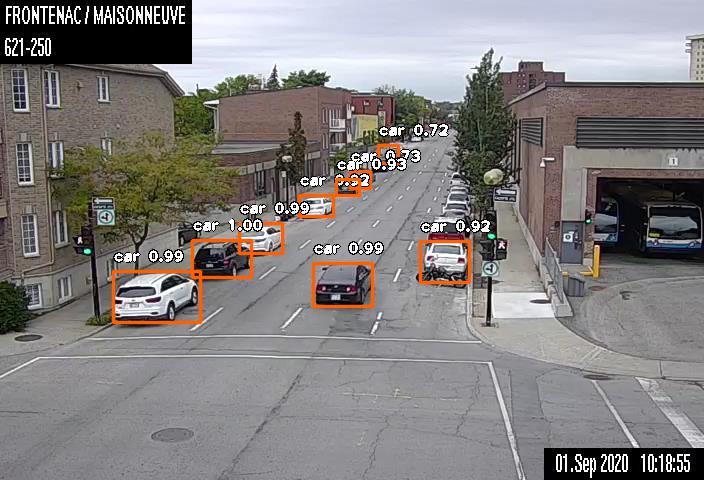 FRONTENAC / MAISONNEUVE
621-250
car 0.72
car 0.73
car 0.93
car 0.92
car 0.99
car 1.00
car 0.92
car 0.99
car 0.99
1
01.Sep 2020 10:18:55